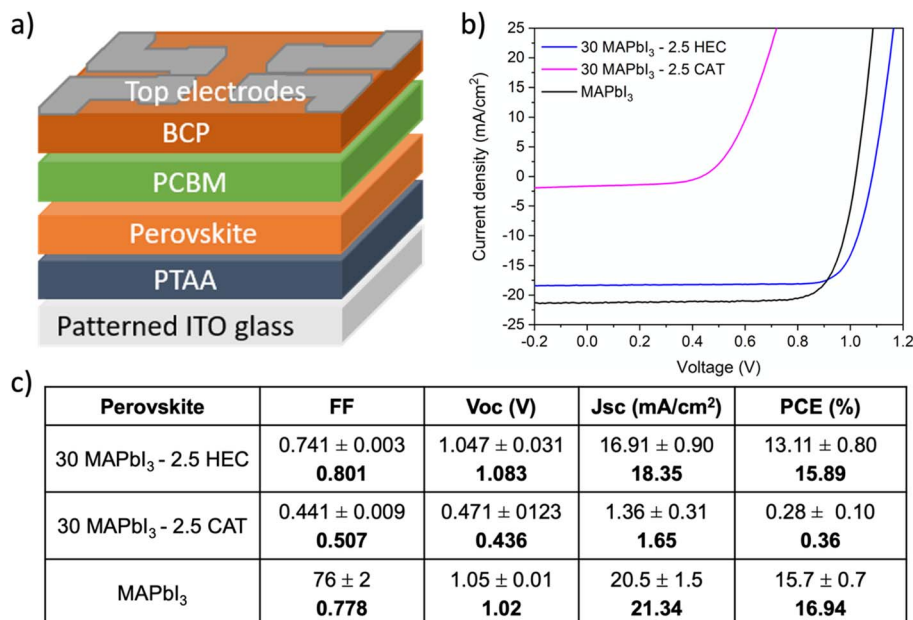 a)
Top electrodes
BCP
PCBM
Perovskite
PTAA
Patterned ITO glass
b)
30 MAPbI₃ - 2.5 HEC
30 MAPbI₃ - 2.5 CAT
MAPbI₃
Current density (mA/cm²)
25
20
15
10
5
0
-5
-10
-15
-20
-25
-0.2 0.0 0.2 0.4 0.6 0.8 1.0 1.2
Voltage (V)
c)
Perovskite FF Voc (V) Jsc (mA/cm²) PCE (%)
30 MAPbI₃ - 2.5 HEC 0.741 ± 0.003 1.047 ± 0.031 16.91 ± 0.90 13.11 ± 0.80
0.801 1.083 18.35 15.89
30 MAPbI₃ - 2.5 CAT 0.441 ± 0.009 0.471 ± 0123 1.36 ± 0.31 0.28 ± 0.10
0.507 0.436 1.65 0.36
MAPbI₃ 76 ± 2 1.05 ± 0.01 20.5 ± 1.5 15.7 ± 0.7
0.778 1.02 21.34 16.94